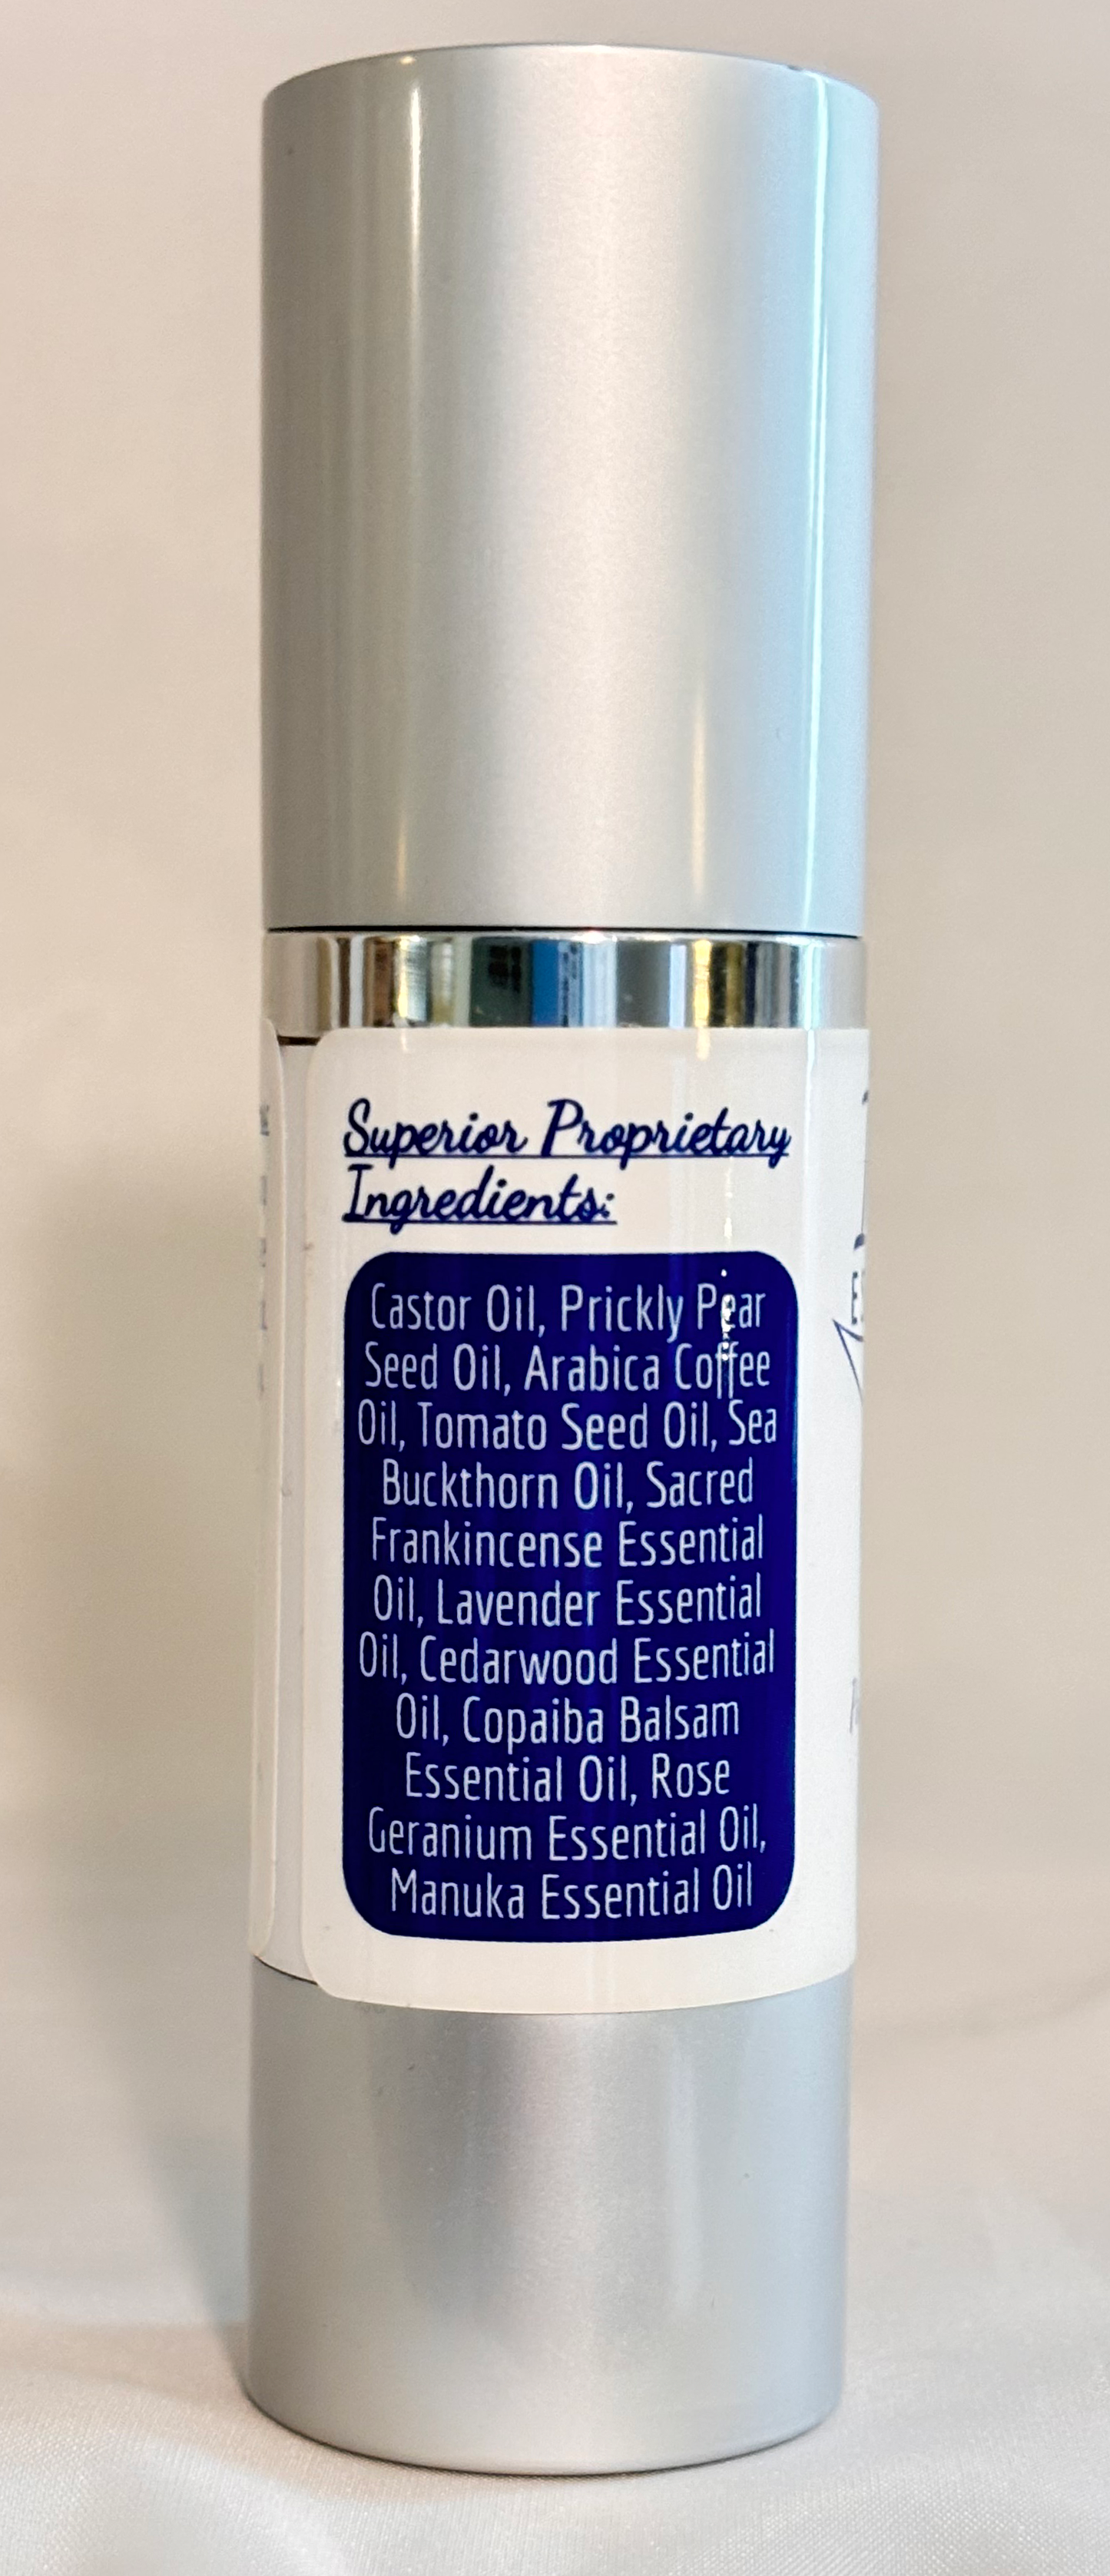 Superior Proprietary
Ingredients:
Castor Oil, Prickly Pear
Seed Oil, Arabica Coffee
Oil, Tomato Seed Oil, Sea
Buckthorn Oil, Sacred
Frankincense Essential
Oil, Lavender Essential
Oil, Cedarwood Essential
Oil, Copaiba Balsam
Essential Oil, Rose
Geranium Essential Oil,
Manuka Essential Oil